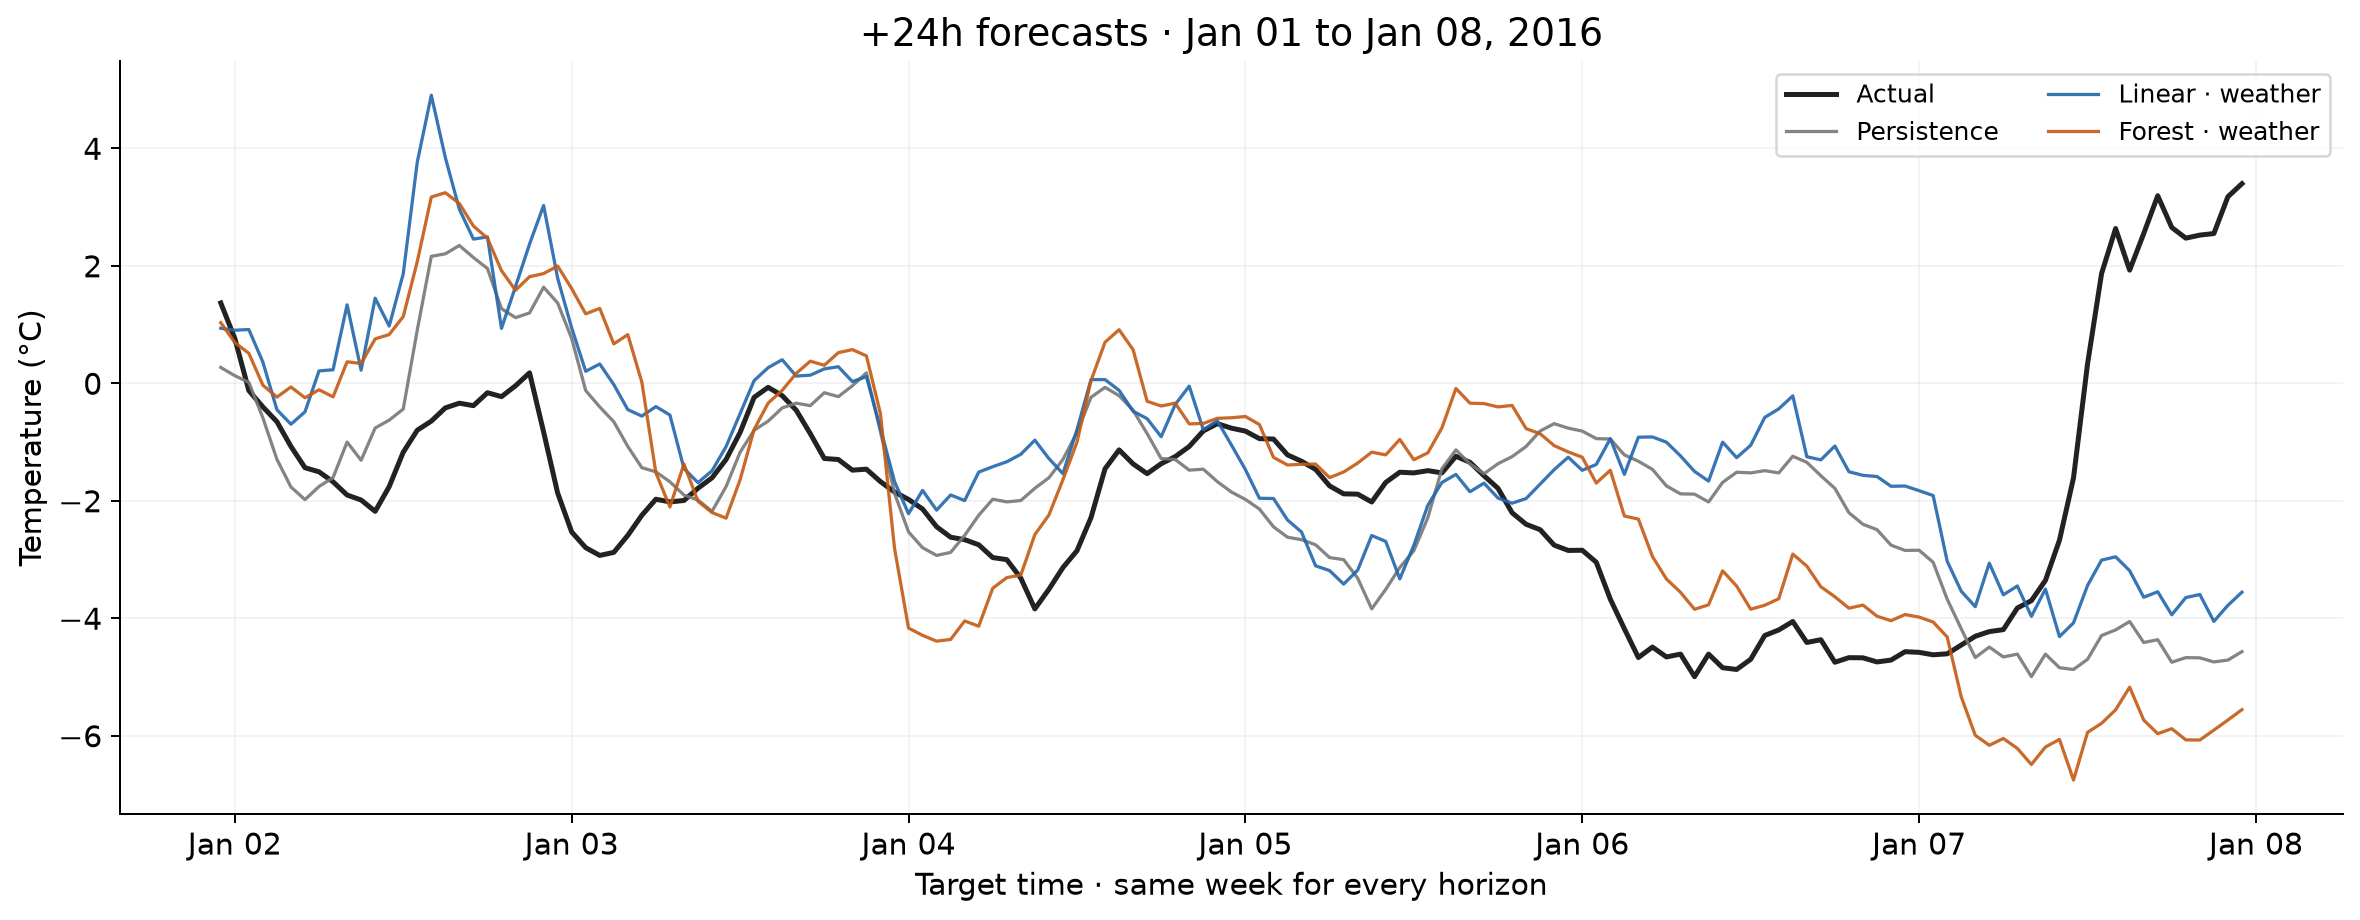 +24h forecasts · Jan 01 to Jan 08, 2016
Actual
Persistence
Linear · weather
Forest · weather
Temperature (°C)
4
2
0
−2
−4
−6
Jan 02
Jan 03
Jan 04
Jan 05
Jan 06
Jan 07
Jan 08
Target time · same week for every horizon